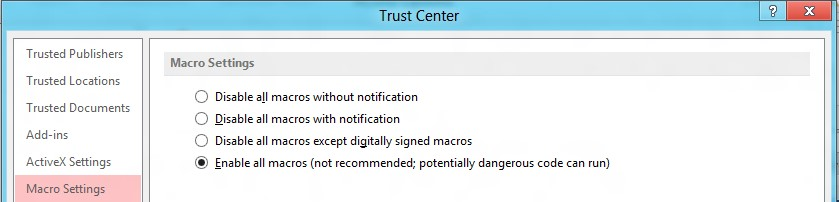 Trust Center
?
Trusted Publishers
Trusted Locations
Trusted Documents
Add-ins
ActiveX Settings
Macro Settings
Macro Settings
Disable all macros without notification
Disable all macros with notification
Disable all macros except digitally signed macros
Enable all macros (not recommended; potentially dangerous code can run)